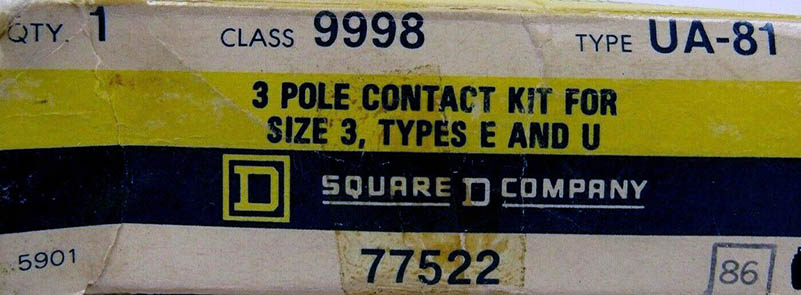 QTY. 1 CLASS 9998 TYPE UA-81
3 POLE CONTACT KIT FOR
SIZE 3, TYPES E AND U
D SQUARE D COMPANY
5901 77522 86